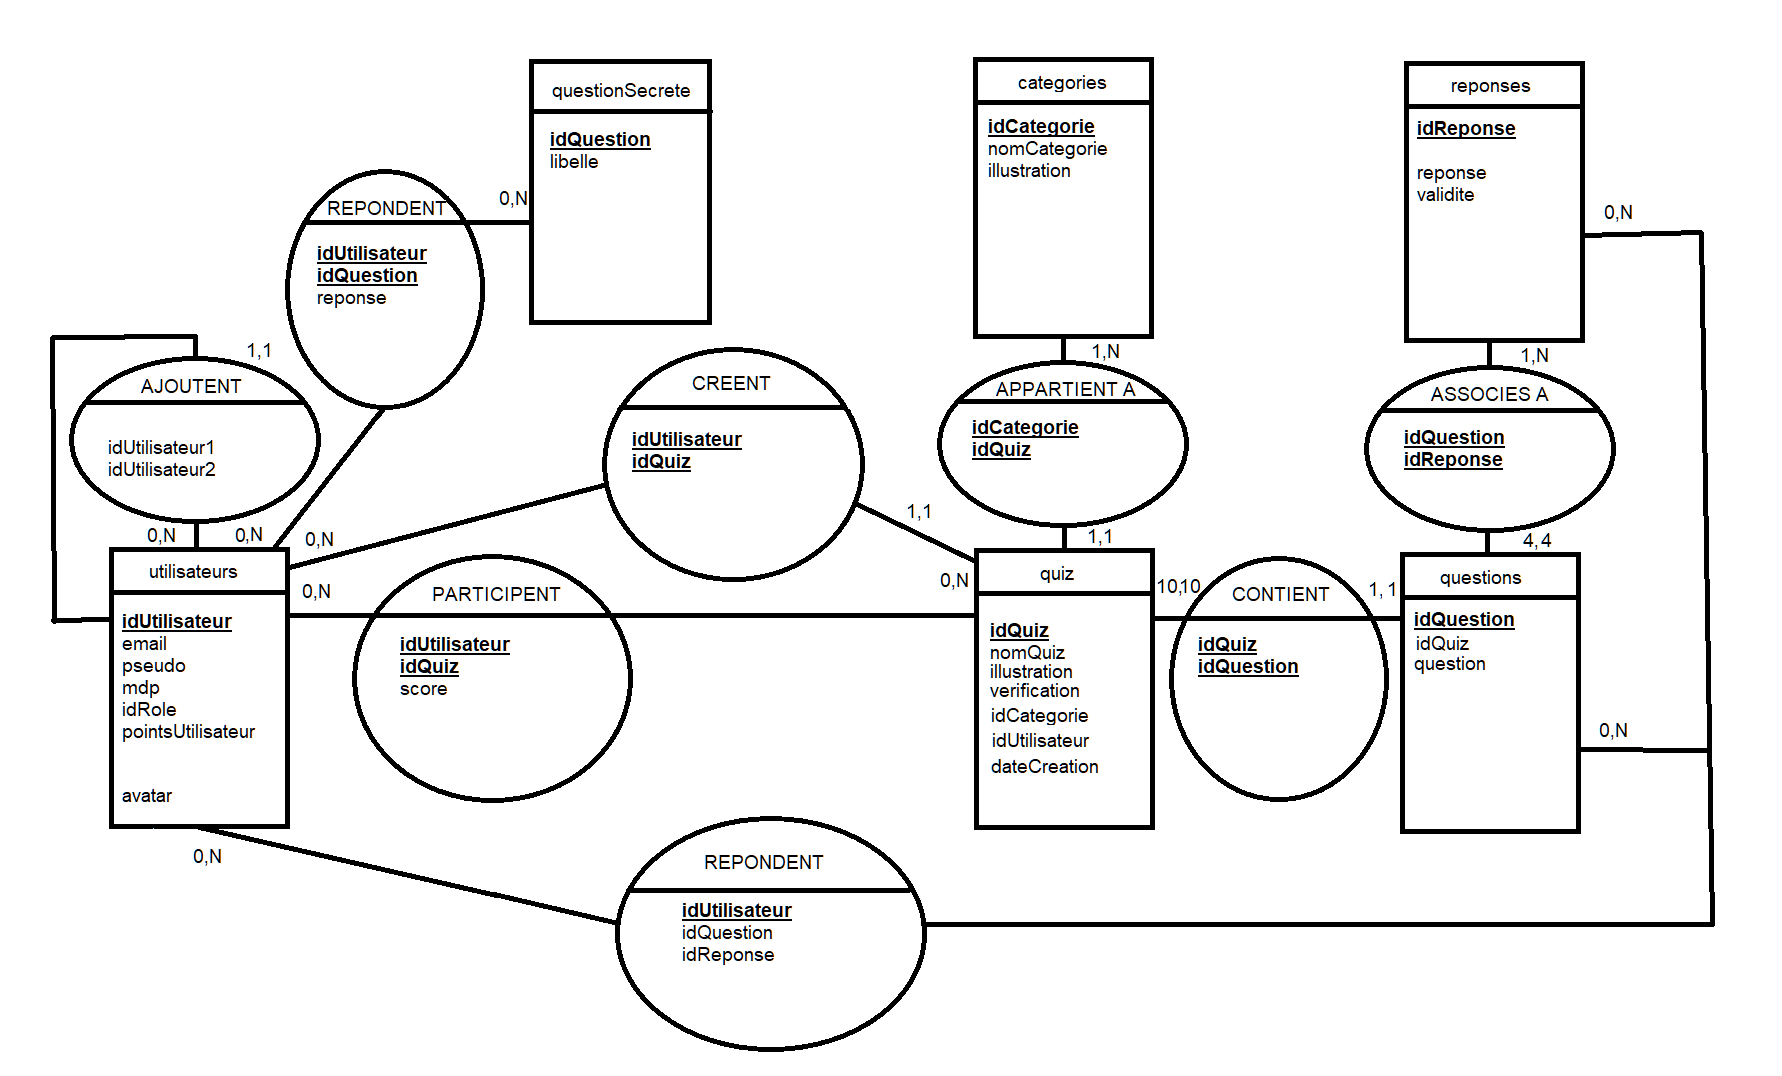 questionSecrete
idQuestion
libelle
categories
idCategorie
nomCategorie
illustration
reponses
idReponse
reponse
validite
0,N
REPONDENT
0,N
idUtilisateur
idQuestion
reponse
1,1
AJOUTENT
idUtilisateur1
idUtilisateur2
0,N
0,N
CREENT
idUtilisateur
idQuiz
0,N
1,1
1,N
APPARTIENT A
idCategorie
idQuiz
1,1
1,N
ASSOCIES A
idQuestion
idReponse
4,4
utilisateurs
idUtilisateur
email
pseudo
mdp
idRole
pointsUtilisateur
avatar
0,N
PARTICIPENT
idUtilisateur
idQuiz
score
0,N
quiz
idQuiz
nomQuiz
illustration
verification
idCategorie
idUtilisateur
dateCreation
10,10
CONTIENT
idQuiz
idQuestion
1, 1
questions
idQuestion
idQuiz
question
0,N
0,N
REPONDENT
idUtilisateur
idQuestion
idReponse